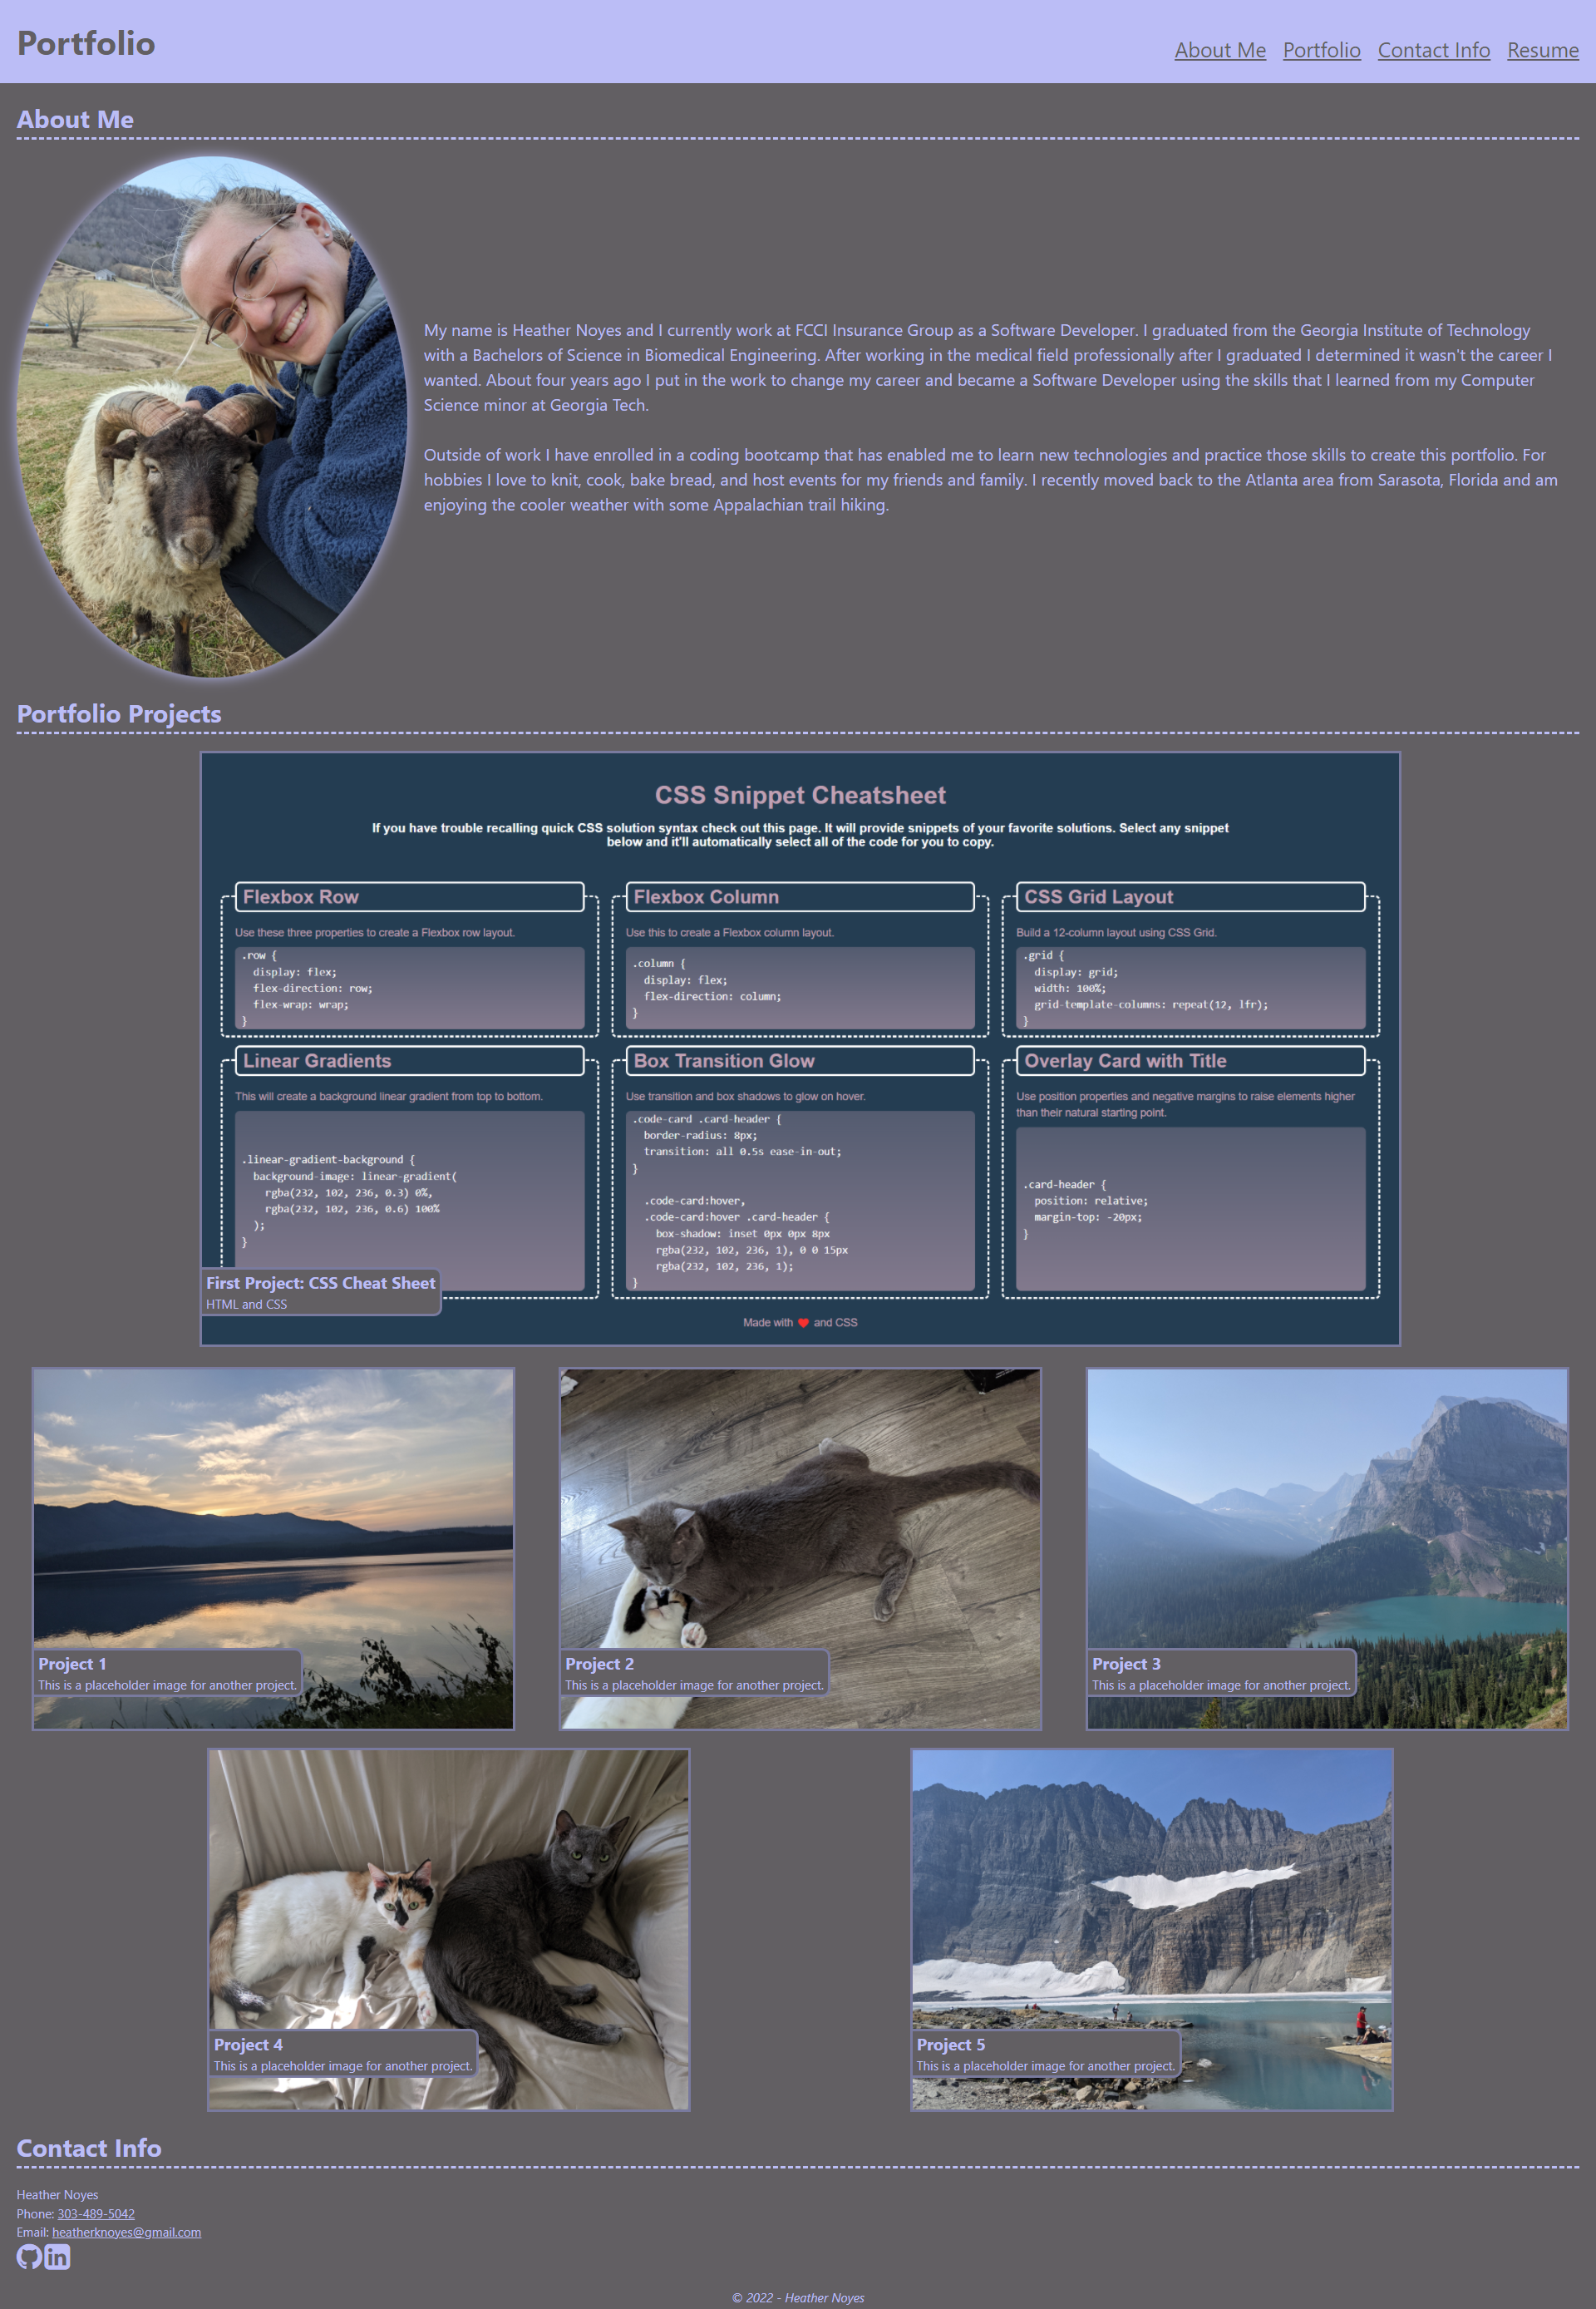 Portfolio
About Me Portfolio Contact Info Resume
About Me
My name is Heather Noyes and I currently work at FCCI Insurance Group as a Software Developer. I graduated from the Georgia Institute of Technology
with a Bachelors of Science in Biomedical Engineering. After working in the medical field professionally after I graduated I determined it wasn't the career I
wanted. About four years ago I put in the work to change my career and became a Software Developer using the skills that I learned from my Computer
Science minor at Georgia Tech.
Outside of work I have enrolled in a coding bootcamp that has enabled me to learn new technologies and practice those skills to create this portfolio. For
hobbies I love to knit, cook, bake bread, and host events for my friends and family. I recently moved back to the Atlanta area from Sarasota, Florida and am
enjoying the cooler weather with some Appalachian trail hiking.
Portfolio Projects
CSS Snippet Cheatsheet
If you have trouble recalling quick CSS solution syntax check out this page. It will provide snippets of your favorite solutions. Select any snippet
below and it'll automatically select all of the code for you to copy.
Flexbox Row
Use these three properties to create a Flexbox row layout.
.row {
display: flex;
flex-direction: row;
flex-wrap: wrap;
}
Flexbox Column
Use this to create a Flexbox column layout.
.column {
display: flex;
flex-direction: column;
}
CSS Grid Layout
Build a 12-column layout using CSS Grid.
.grid {
display: grid;
width: 100%;
grid-template-columns: repeat(12, lfr);
}
Linear Gradients
This will create a background linear gradient from top to bottom.
.linear-gradient-background {
background-image: linear-gradient(
rgba(232, 102, 236, 0.3) 0%,
rgba(232, 102, 236, 0.6) 100%
);
}
Box Transition Glow
Use transition and box shadows to glow on hover.
.code-card .card-header {
border-radius: 8px;
transition: all 0.5s ease-in-out;
}
.code-card:hover,
.code-card:hover .card-header {
box-shadow: inset 0px 0px 8px
rgba(232, 102, 236, 1), 0 0 15px
rgba(232, 102, 236, 1);
}
Overlay Card with Title
Use position properties and negative margins to raise elements higher
than their natural starting point.
.card-header {
position: relative;
margin-top: -20px;
}
First Project: CSS Cheat Sheet
HTML and CSS
Made with ❤ and CSS
Project 1
This is a placeholder image for another project.
Project 2
This is a placeholder image for another project.
Project 3
This is a placeholder image for another project.
Project 4
This is a placeholder image for another project.
Project 5
This is a placeholder image for another project.
Contact Info
Heather Noyes
Phone: 303-489-5042
Email: heatherknoyes@gmail.com
in
© 2022 - Heather Noyes